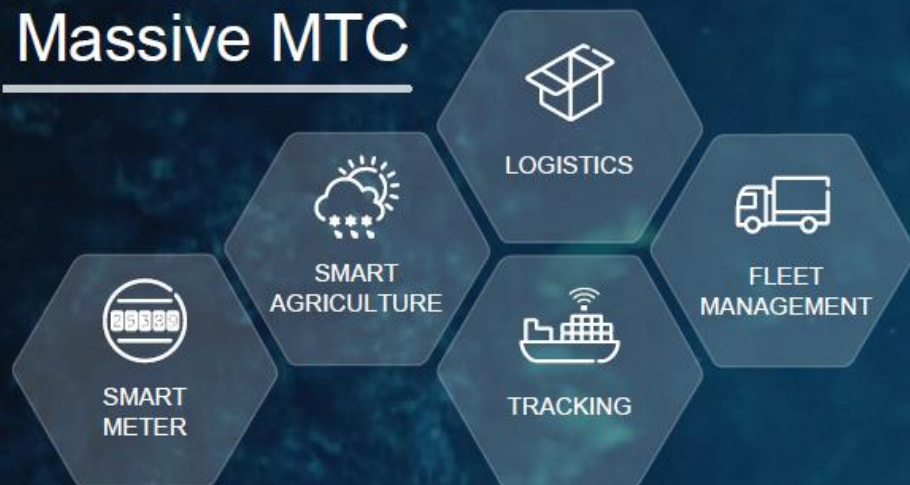 Massive MTC
LOGISTICS
SMART
AGRICULTURE
FLEET
MANAGEMENT
SMART
METER
TRACKING